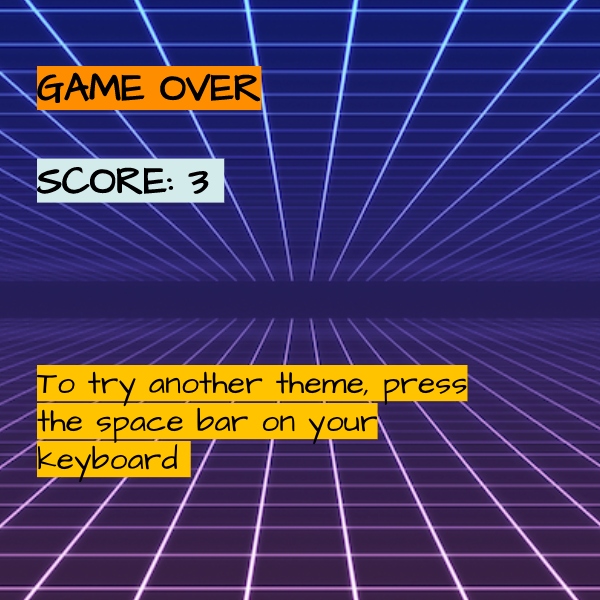 GAME OVER
SCORE: 3
To try another theme, press
the space bar on your
keyboard